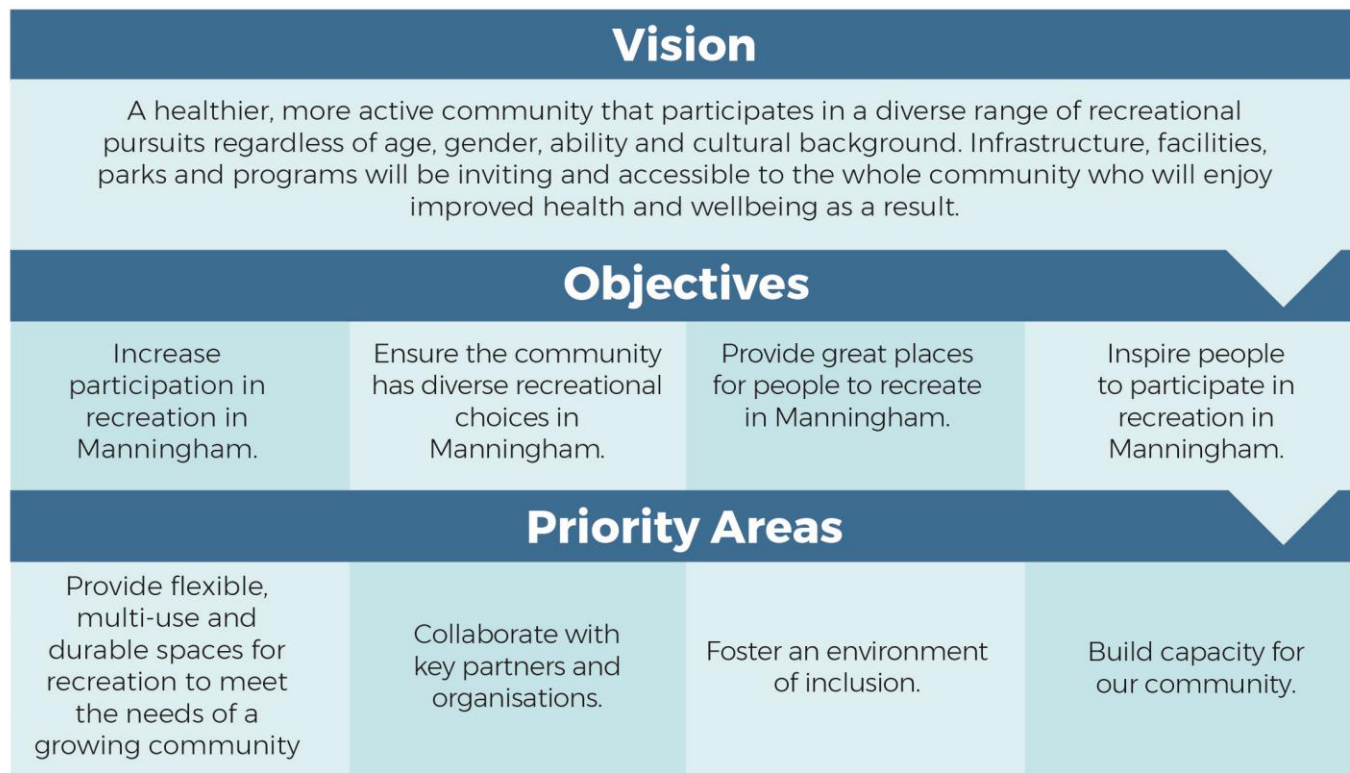 Vision
A healthier, more active community that participates in a diverse range of recreational
pursuits regardless of age, gender, ability and cultural background. Infrastructure, facilities,
parks and programs will be inviting and accessible to the whole community who will enjoy
improved health and wellbeing as a result.
Objectives
Increase
participation in
recreation in
Manningham.
Ensure the community
has diverse recreational
choices in
Manningham.
Provide great places
for people to recreate
in Manningham.
Inspire people
to participate in
recreation in
Manningham.
Priority Areas
Provide flexible,
multi-use and
durable spaces for
recreation to meet
the needs of a
growing community
Collaborate with
key partners and
organisations.
Foster an environment
of inclusion.
Build capacity for
our community.